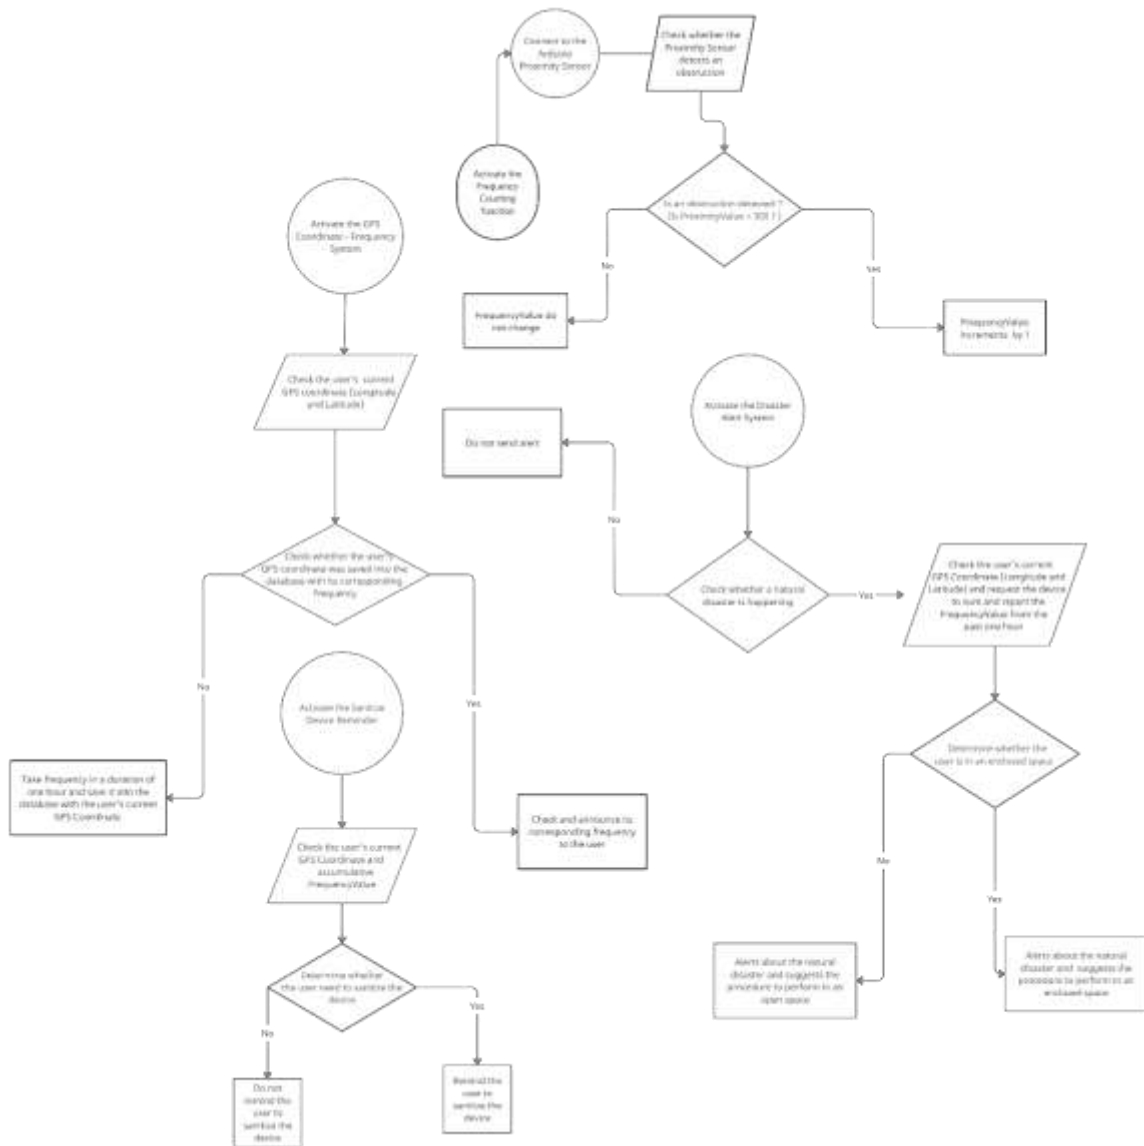 Connect to the
Arduino
Proximity Sensor
Check whether the
Proximity Sensor
detects an
obstruction
Activate the
Frequency
Counting
function
Is an obstruction detected ?
No
Yes
FrequencyValue do
not change
FrequencyValue
increments by 1
Activate the GPS
Coordinate - Frequency
System
Check the user's current
GPS coordinate (Longitude
and Latitude)
Check whether the user's
GPS coordinate was saved into the
database with its corresponding
frequency
No
Yes
Take frequency in a duration of
one hour and save it into the
database with the user's current
GPS Coordinate
Check and announce its
corresponding frequency
to the user
Activate the Disaster
Alert System
Do not send alert
No
Check whether a natural
disaster is happening
Yes
Check the user's current
GPS Coordinate (Longitude and
Latitude) and request the device
to sum and report the
FrequencyValue from the
past one hour
Determine whether the
user is in an enclosed space
No
Yes
Alerts about the natural
disaster and suggests the
procedure to perform in an
open space
Alerts about the natural
disaster and suggests the
procedure to perform in an
enclosed space
Activate the Sanitize
Device Reminder
Check the user's current
GPS Coordinate and
accumulative
FrequencyValue
Determine whether
the user need to sanitize the
device
No
Yes
Do not
remind the
user to
sanitize the
device
Remind the
user to
sanitize the
device